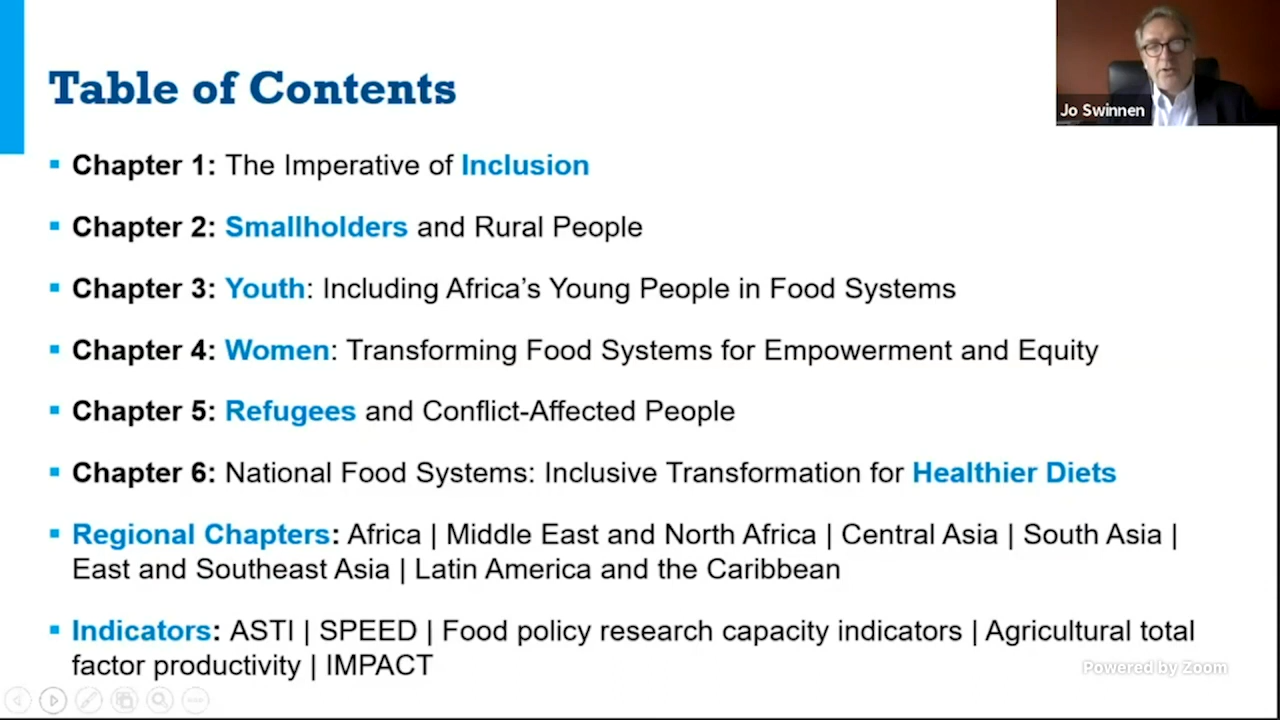 Table of Contents
Jo Swinnen
Chapter 1: The Imperative of Inclusion
Chapter 2: Smallholders and Rural People
Chapter 3: Youth: Including Africa’s Young People in Food Systems
Chapter 4: Women: Transforming Food Systems for Empowerment and Equity
Chapter 5: Refugees and Conflict-Affected People
Chapter 6: National Food Systems: Inclusive Transformation for Healthier Diets
Regional Chapters: Africa | Middle East and North Africa | Central Asia | South Asia |
East and Southeast Asia | Latin America and the Caribbean
Indicators: ASTI | SPEED | Food policy research capacity indicators | Agricultural total
factor productivity | IMPACT
Powered by Zoom